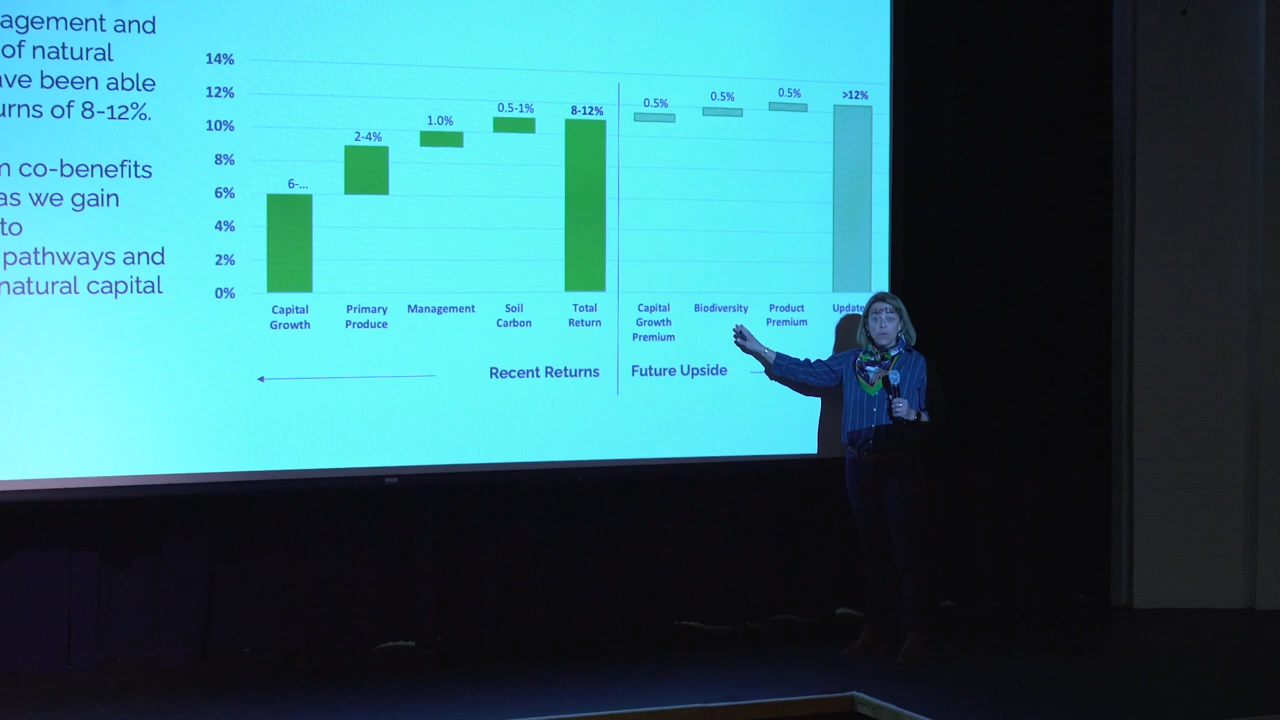 agement and
of natural
ave been able
urns of 8-12%.
n co-benefits
as we gain
to
pathways and
natural capital
14%
12%
10%
8%
6%
4%
2%
0%
6-...
2-4%
1.0%
0.5-1%
8-12%
0.5%
0.5%
0.5%
>12%
Capital
Growth
Primary
Produce
Management
Soil
Carbon
Total
Return
Capital
Growth
Premium
Biodiversity
Product
Premium
Update
Recent Returns
Future Upside